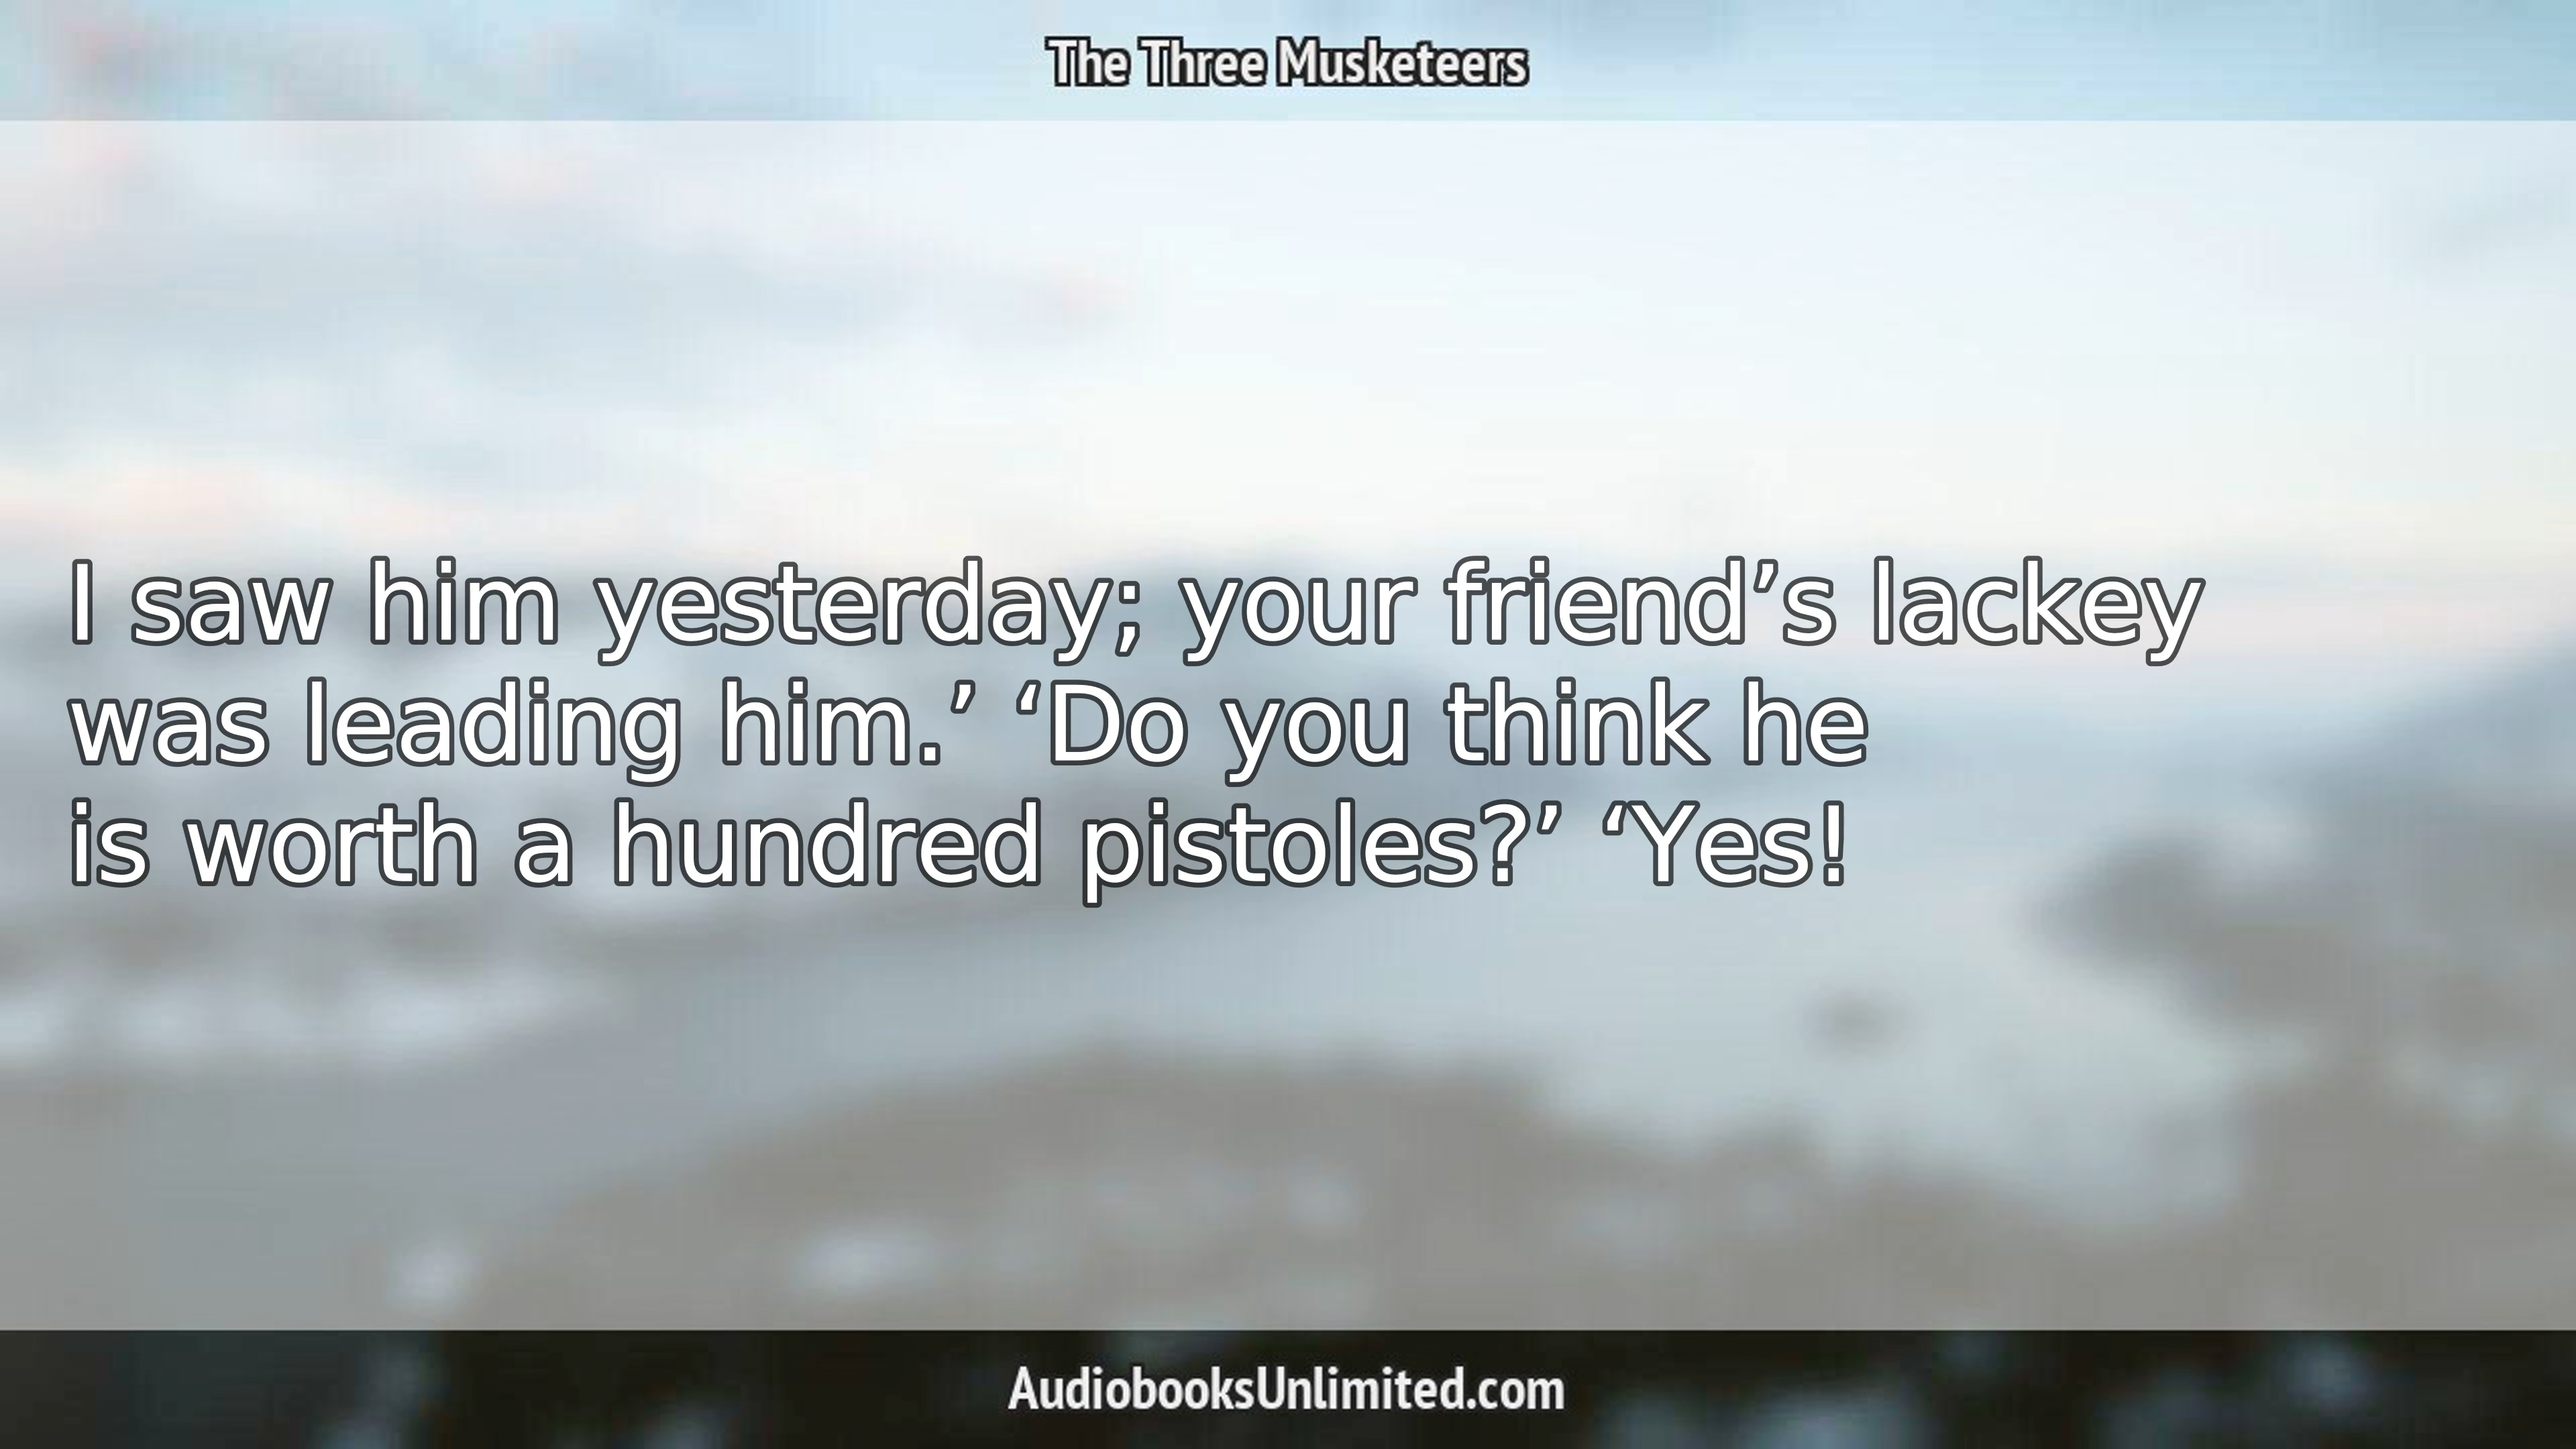 The Three Musketeers
I saw him yesterday; your friend’s lackey
was leading him.’ ‘Do you think he
is worth a hundred pistoles?’ ‘Yes!
AudiobooksUnlimited.com